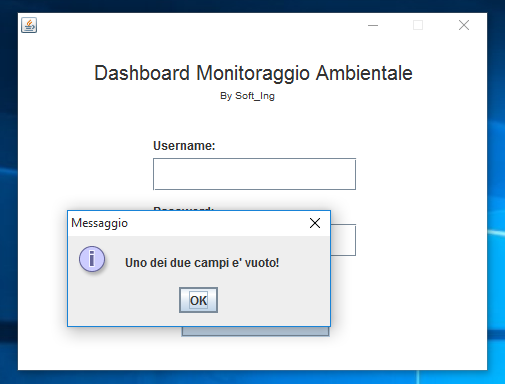 Dashboard Monitoraggio Ambientale
By Soft_Ing
Username:
Messaggio
Uno dei due campi e' vuoto!
OK